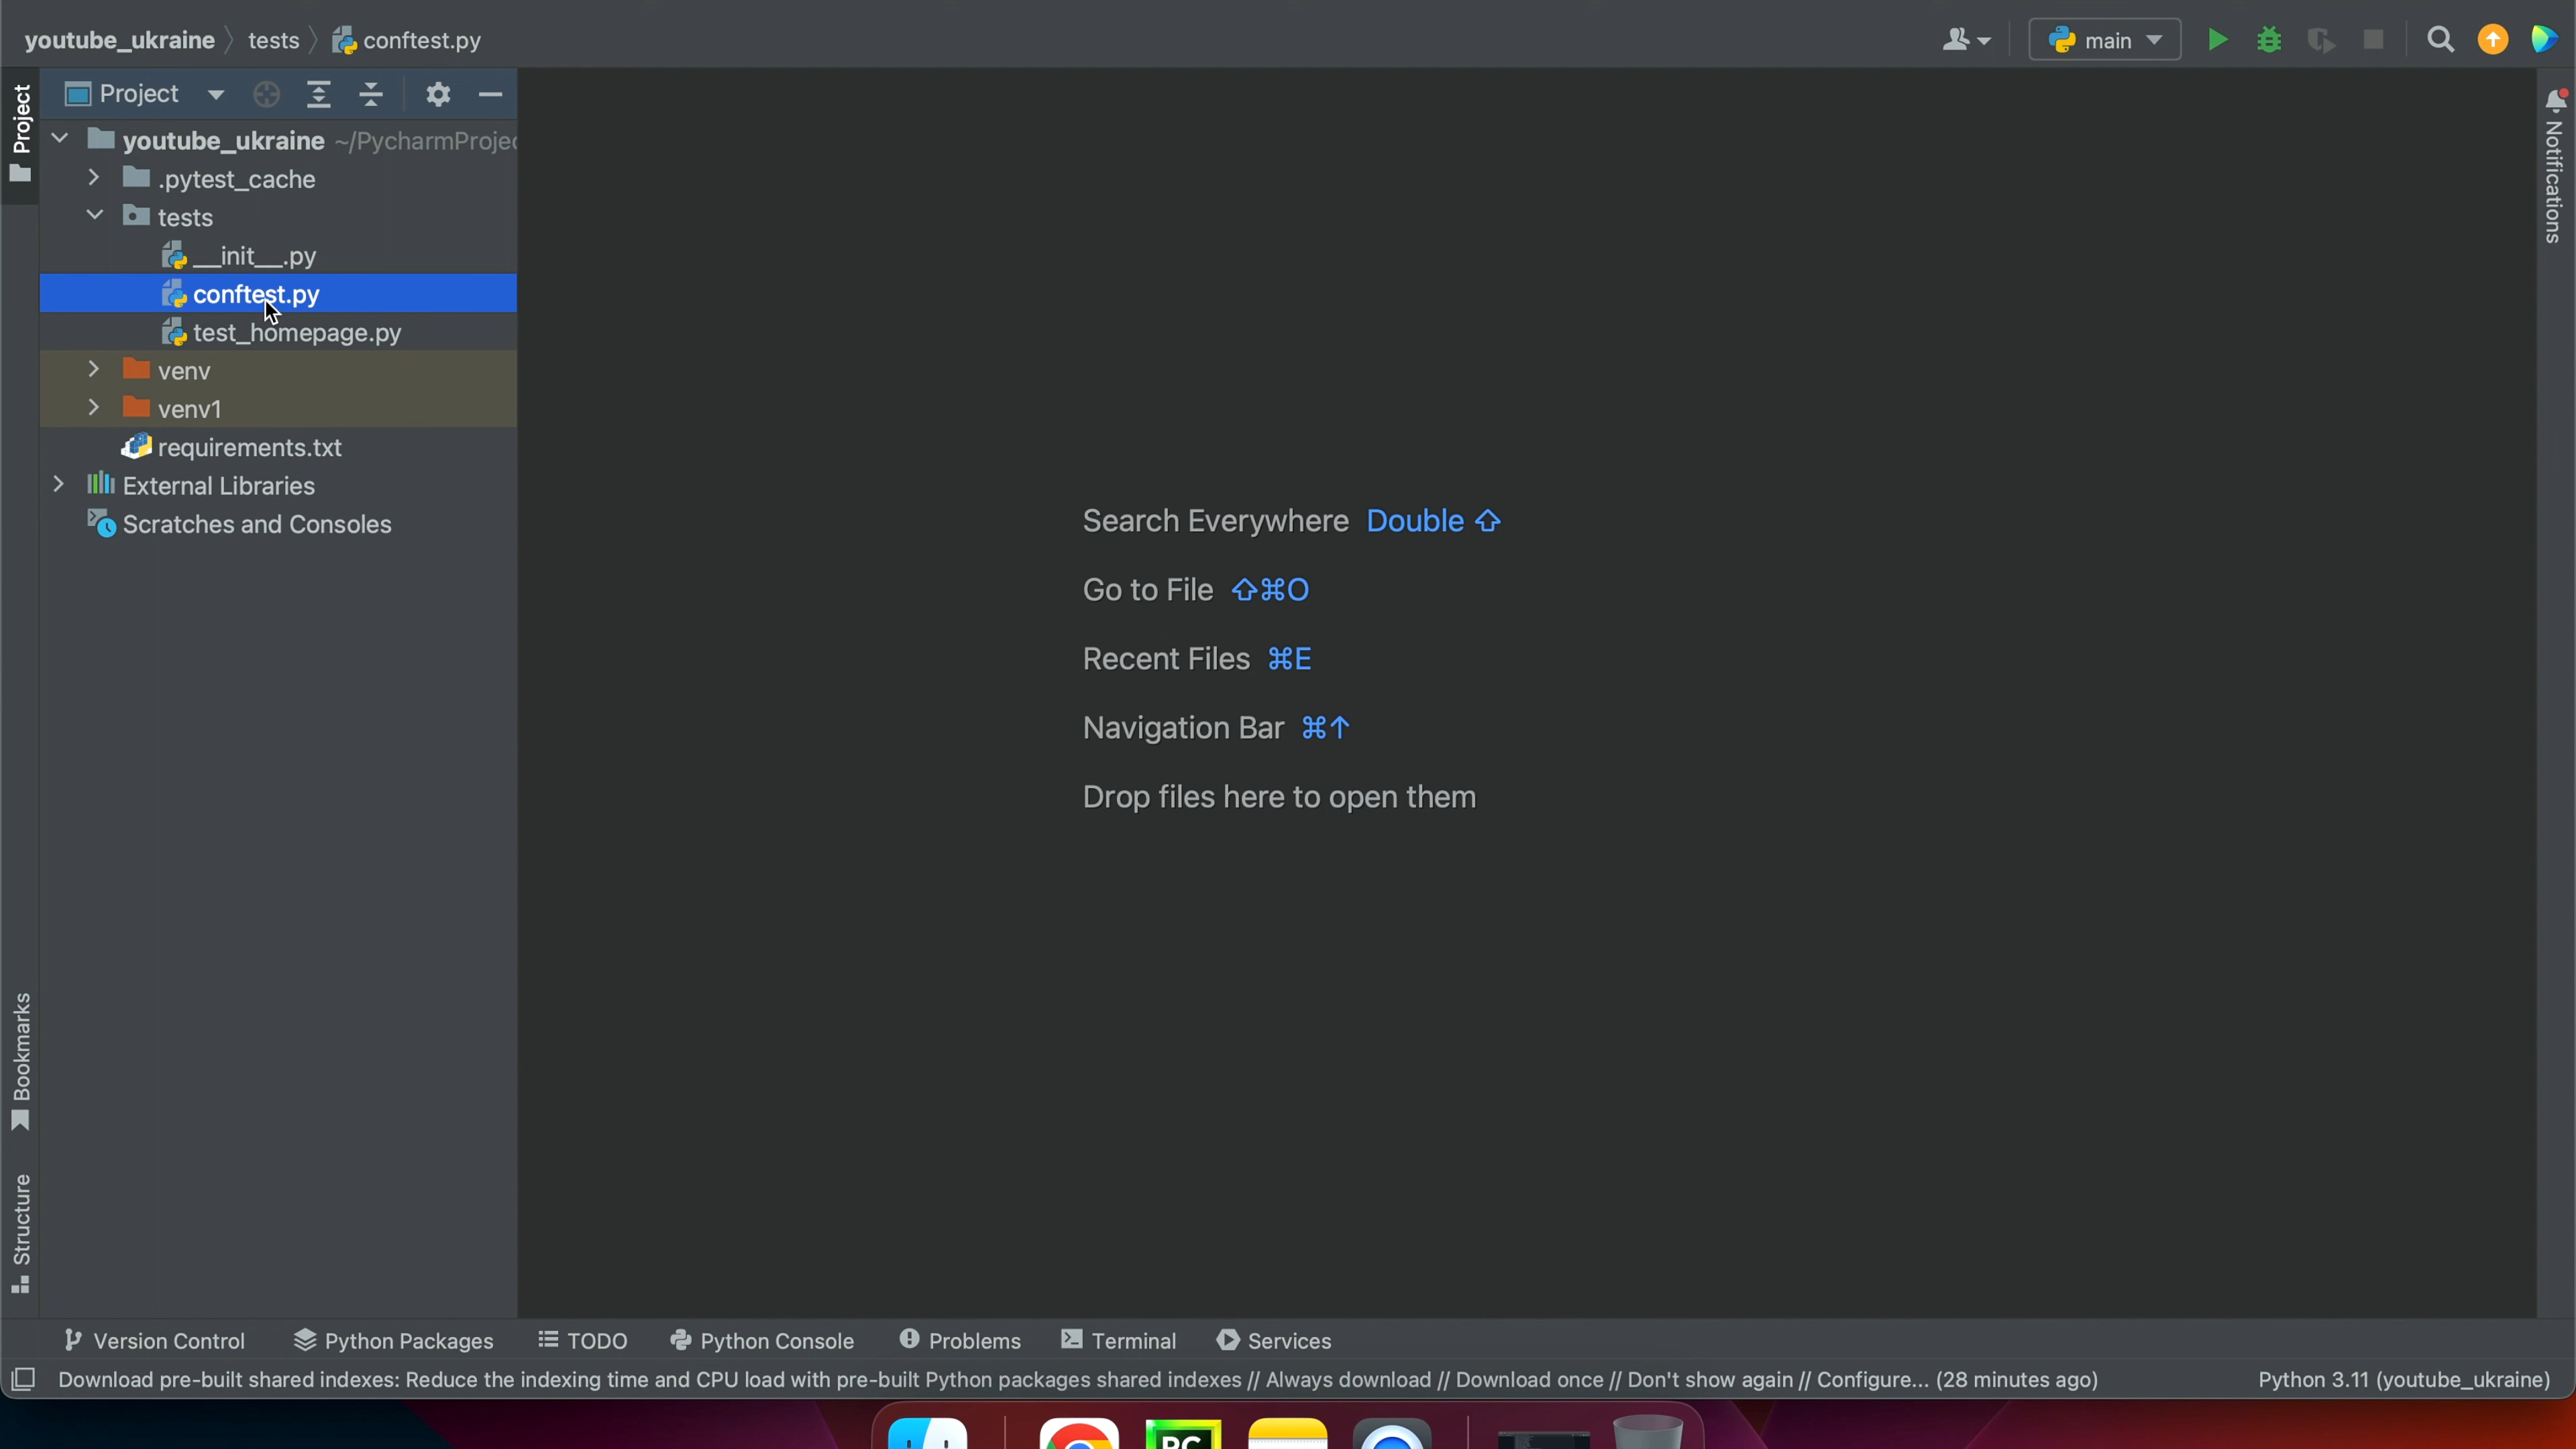 youtube_ukraine tests conftest.py
main
Project
Project
youtube_ukraine ~/PycharmProjec
.pytest_cache
tests
__init__.py
conftest.py
test_homepage.py
venv
venv1
requirements.txt
External Libraries
Scratches and Consoles
Search Everywhere Double ⇧
Go to File ⇧⌘O
Recent Files ⌘E
Navigation Bar ⌘↑
Drop files here to open them
Notifications
Bookmarks
Structure
Version Control Python Packages TODO Python Console Problems Terminal Services
Download pre-built shared indexes: Reduce the indexing time and CPU load with pre-built Python packages shared indexes // Always download // Download once // Don't show again // Configure... (28 minutes ago) Python 3.11 (youtube_ukraine)
PC